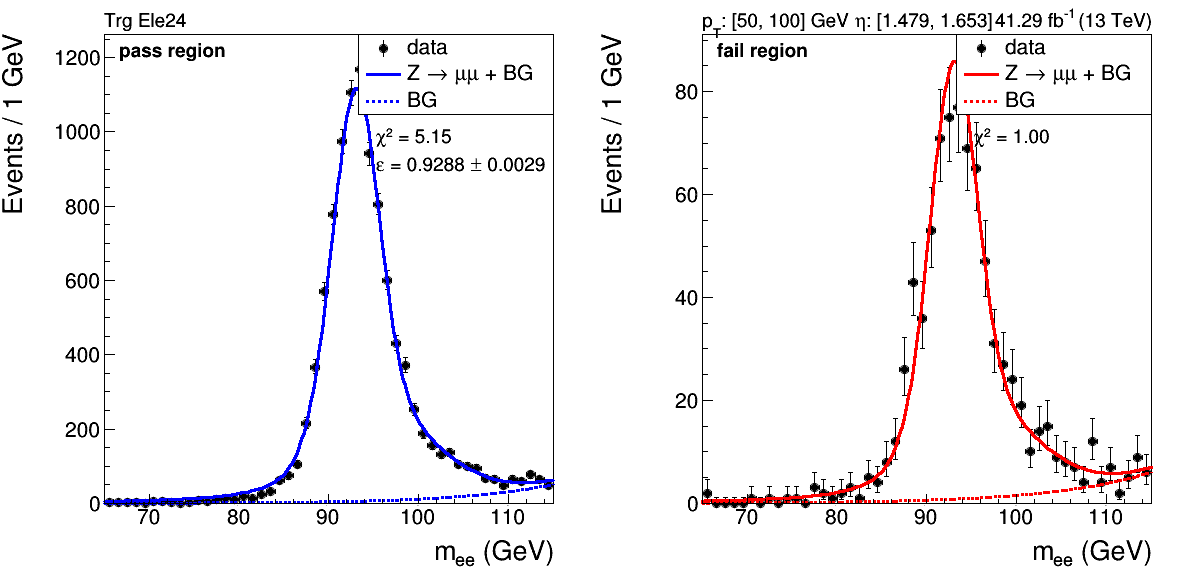 Trg Ele24
pass region
data
Z → μμ + BG
BG
χ² = 5.15
ε = 0.9288 ± 0.0029
Events / 1 GeV
0
200
400
600
800
1000
1200
70
80
90
100
110
m_ee (GeV)
p_T: [50, 100] GeV η: [1.479, 1.653] 41.29 fb⁻¹ (13 TeV)
fail region
data
Z → μμ + BG
BG
χ² = 1.00
Events / 1 GeV
0
20
40
60
80
70
80
90
100
110
m_ee (GeV)